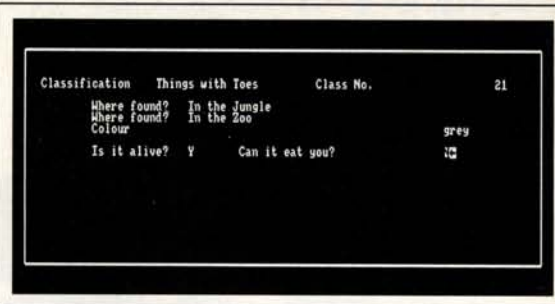 Classification Things with Toes Class No. 21
Where found? In the Jungle
Where found? In the Zoo
Colour grey
Is it alive? Y Can it eat you?